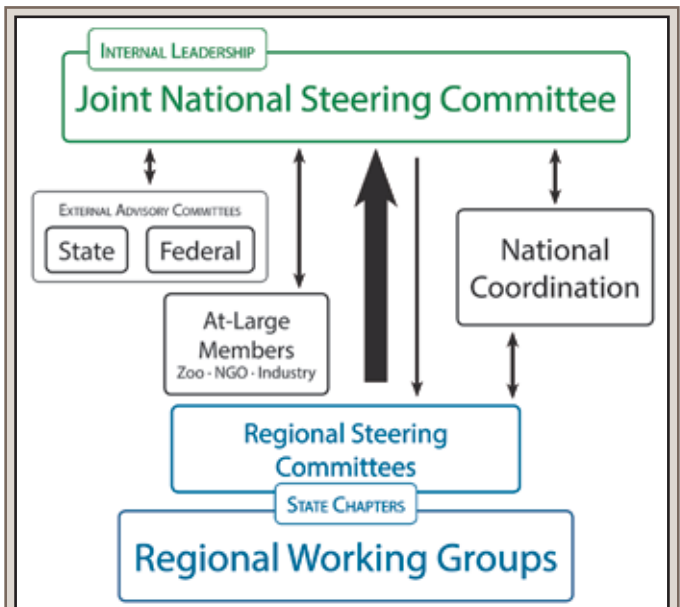 INTERNAL LEADERSHIP
Joint National Steering Committee
EXTERNAL ADVISORY COMMITTEES
State
Federal
National
Coordination
At-Large
Members
Zoo · NGO · Industry
Regional Steering
Committees
STATE CHAPTERS
Regional Working Groups